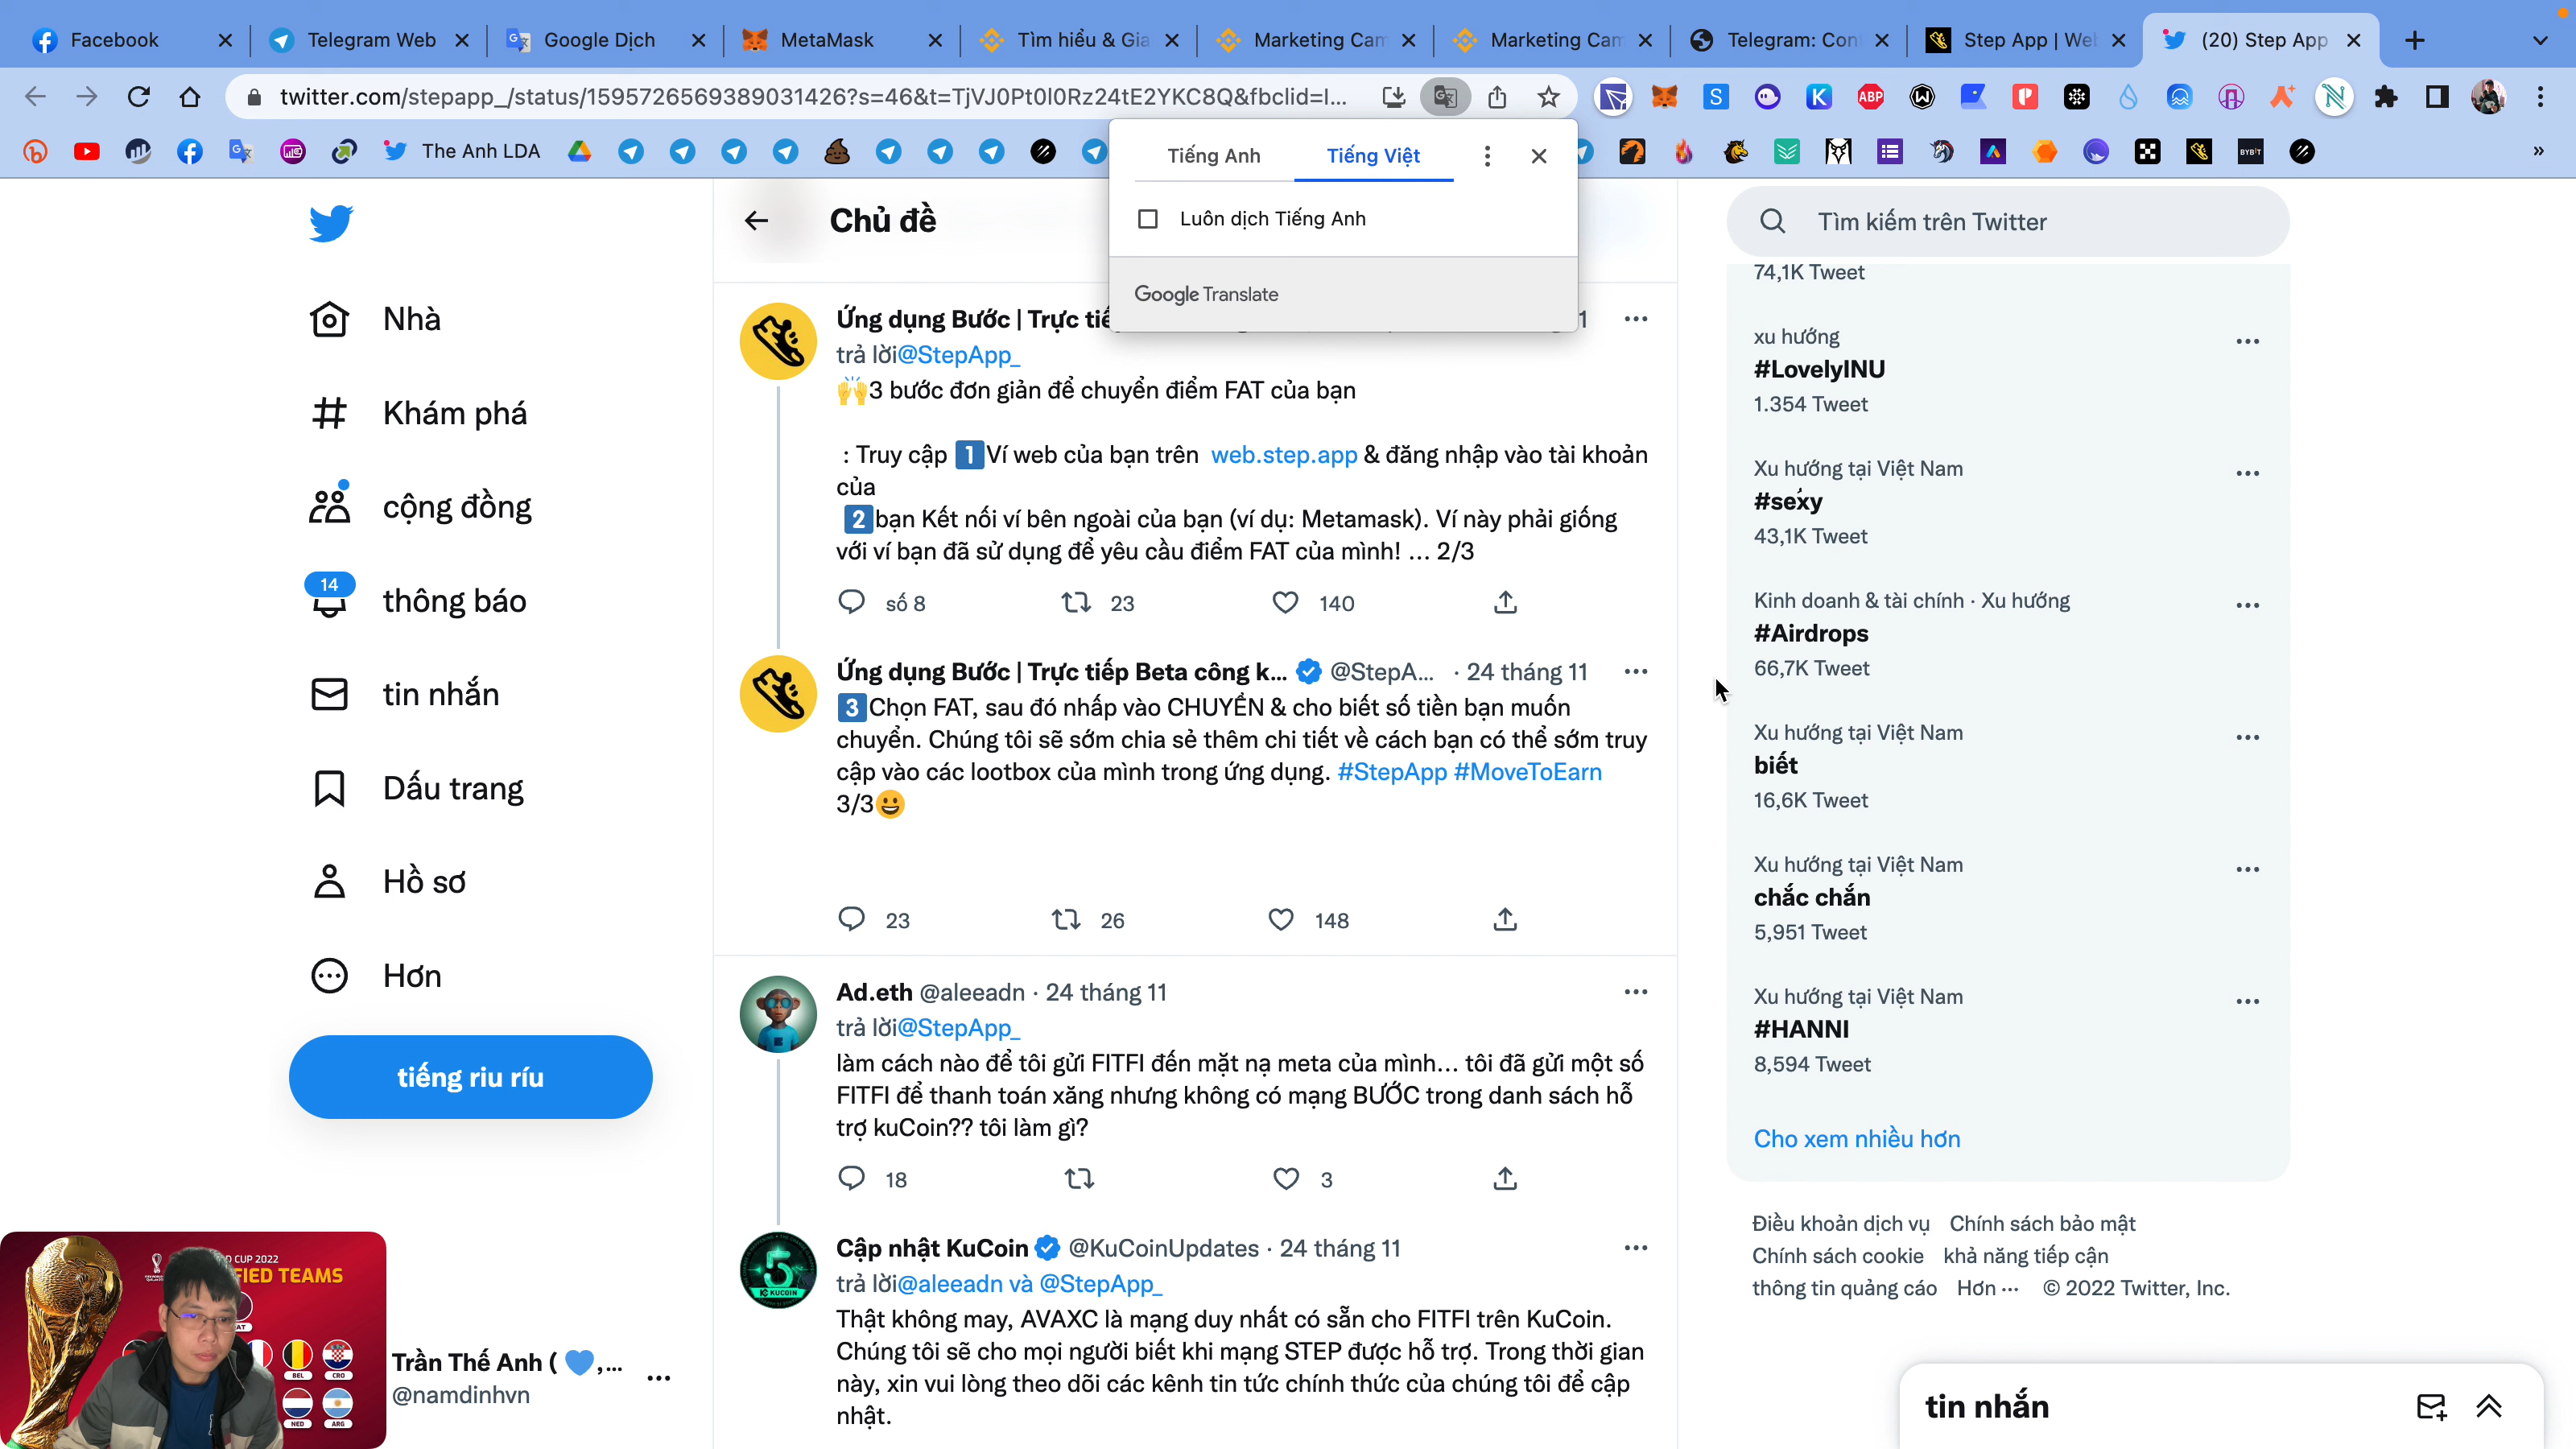 Facebook
Telegram Web
Google Dịch
MetaMask
Tìm hiểu & Gia
Marketing Cam
Marketing Cam
Telegram: Con
Step App | We
(20) Step App
twitter.com/stepapp_/status/1595726569389031426?s=46&t=TjVJ0Pt0l0Rz24tE2YKC8Q&fbclid=I...
The Anh LDA
Tiếng Anh
Tiếng Việt
Luôn dịch Tiếng Anh
Google Translate
Nhà
Khám phá
cộng đồng
14
thông báo
tin nhắn
Dấu trang
Hồ sơ
Hơn
tiếng riu ríu
Trần Thế Anh ( 💙,...
@namdinhvn
CUP 2022
FIED TEAMS
BEL
CRO
NED
ARG
Chủ đề
Ứng dụng Bước | Trực tiế
trả lời@StepApp_
🙌3 bước đơn giản để chuyển điểm FAT của bạn
: Truy cập 1️⃣Ví web của bạn trên web.step.app & đăng nhập vào tài khoản
của
2️⃣bạn Kết nối ví bên ngoài của bạn (ví dụ: Metamask). Ví này phải giống
với ví bạn đã sử dụng để yêu cầu điểm FAT của mình! ... 2/3
số 8
23
140
Ứng dụng Bước | Trực tiếp Beta công k... @StepA... · 24 tháng 11
3️⃣Chọn FAT, sau đó nhấp vào CHUYỂN & cho biết số tiền bạn muốn
chuyển. Chúng tôi sẽ sớm chia sẻ thêm chi tiết về cách bạn có thể sớm truy
cập vào các lootbox của mình trong ứng dụng. #StepApp #MoveToEarn
3/3😀
23
26
148
Ad.eth @aleeadn · 24 tháng 11
trả lời@StepApp_
làm cách nào để tôi gửi FITFI đến mặt nạ meta của mình... tôi đã gửi một số
FITFI để thanh toán xăng nhưng không có mạng BƯỚC trong danh sách hỗ
trợ kuCoin?? tôi làm gì?
18
3
KUCOIN
Cập nhật KuCoin @KuCoinUpdates · 24 tháng 11
trả lời@aleeadn và @StepApp_
Thật không may, AVAXC là mạng duy nhất có sẵn cho FITFI trên KuCoin.
Chúng tôi sẽ cho mọi người biết khi mạng STEP được hỗ trợ. Trong thời gian
này, xin vui lòng theo dõi các kênh tin tức chính thức của chúng tôi để cập
nhật.
Tìm kiếm trên Twitter
74,1K Tweet
xu hướng
#LovelyINU
1.354 Tweet
Xu hướng tại Việt Nam
#sexy
43,1K Tweet
Kinh doanh & tài chính · Xu hướng
#Airdrops
66,7K Tweet
Xu hướng tại Việt Nam
biết
16,6K Tweet
Xu hướng tại Việt Nam
chắc chắn
5,951 Tweet
Xu hướng tại Việt Nam
#HANNI
8,594 Tweet
Cho xem nhiều hơn
Điều khoản dịch vụ Chính sách bảo mật
Chính sách cookie khả năng tiếp cận
thông tin quảng cáo Hơn ··· © 2022 Twitter, Inc.
tin nhắn